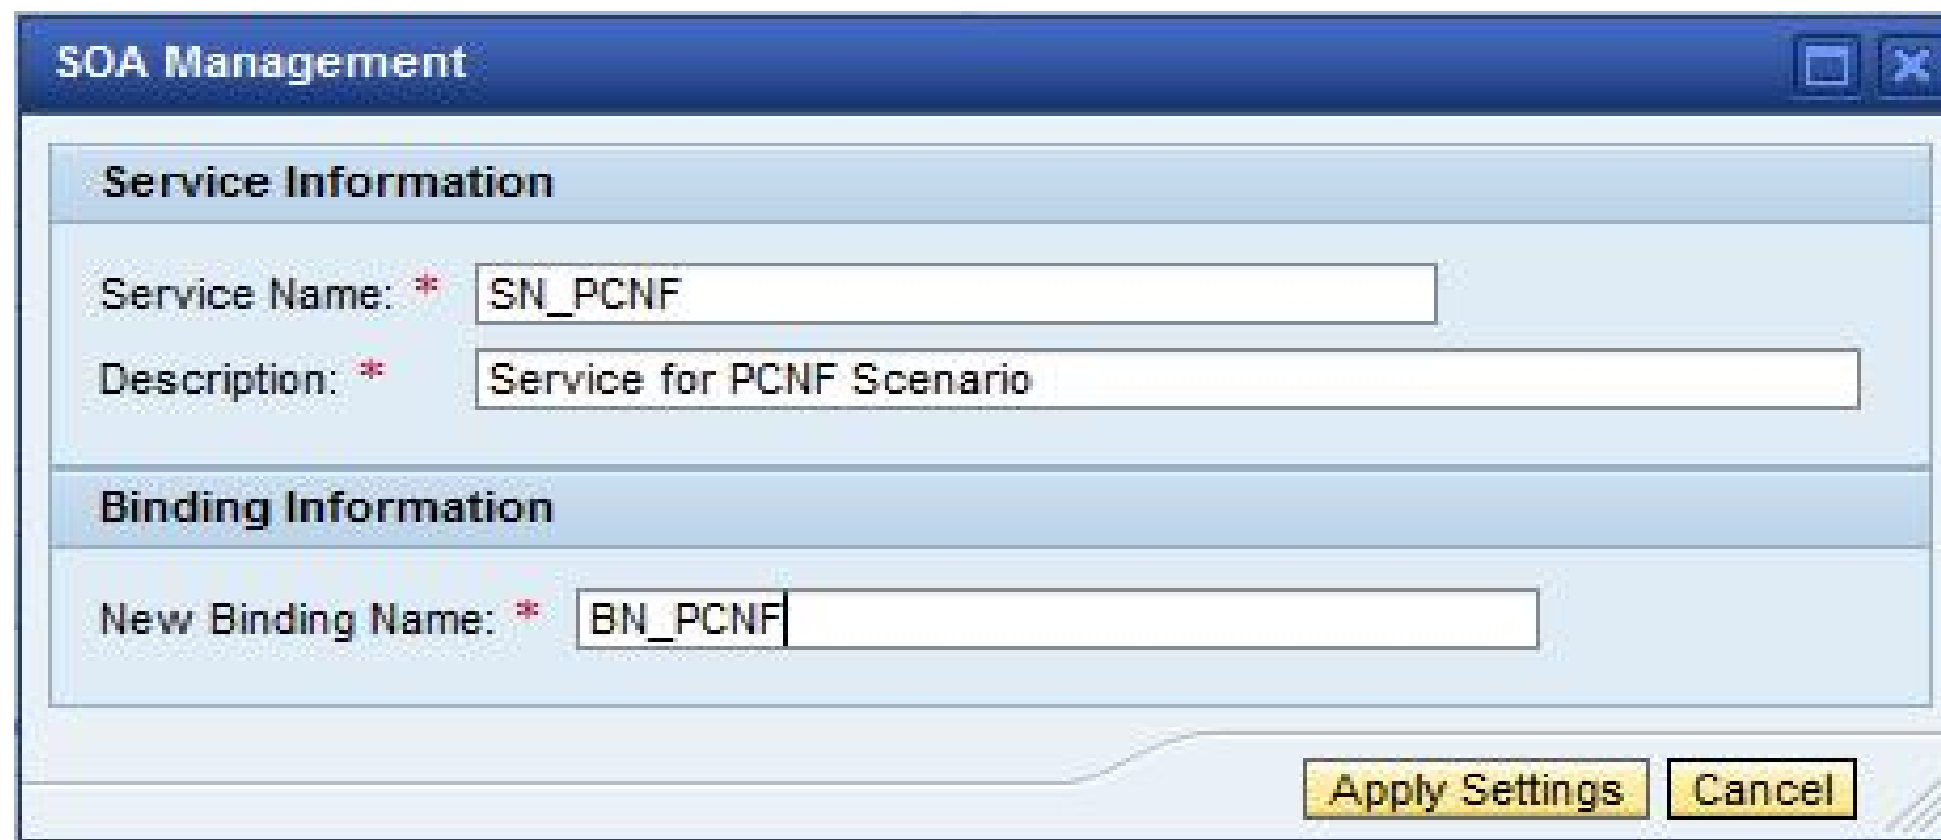 SOA Management
Service Information
Service Name: * SN_PCNF
Description: * Service for PCNF Scenario
Binding Information
New Binding Name: * BN_PCNF
Apply Settings Cancel